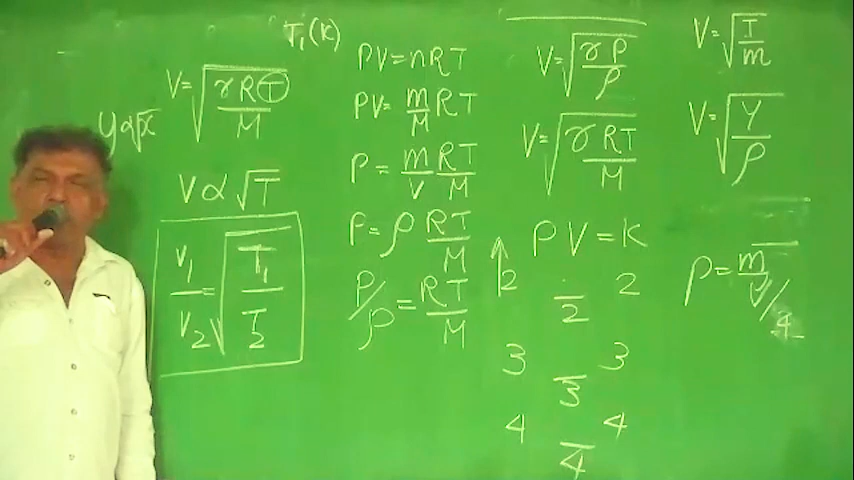 T₁(K)
y α √x
V = √(γRT/M)
V ∝ √T
v₁/v₂ = √(T₁/T₂)
PV = nRT
PV = m/M RT
P = m/V RT/M
P = ρ RT/M
P/ρ = RT/M
V = √(γP/ρ)
V = √(γRT/M)
PV = K
↑2 ÷/2 2
3 —/3 3
4 —/4 4
V = √(T/m)
V = √(Y/ρ)
ρ = m/V/4